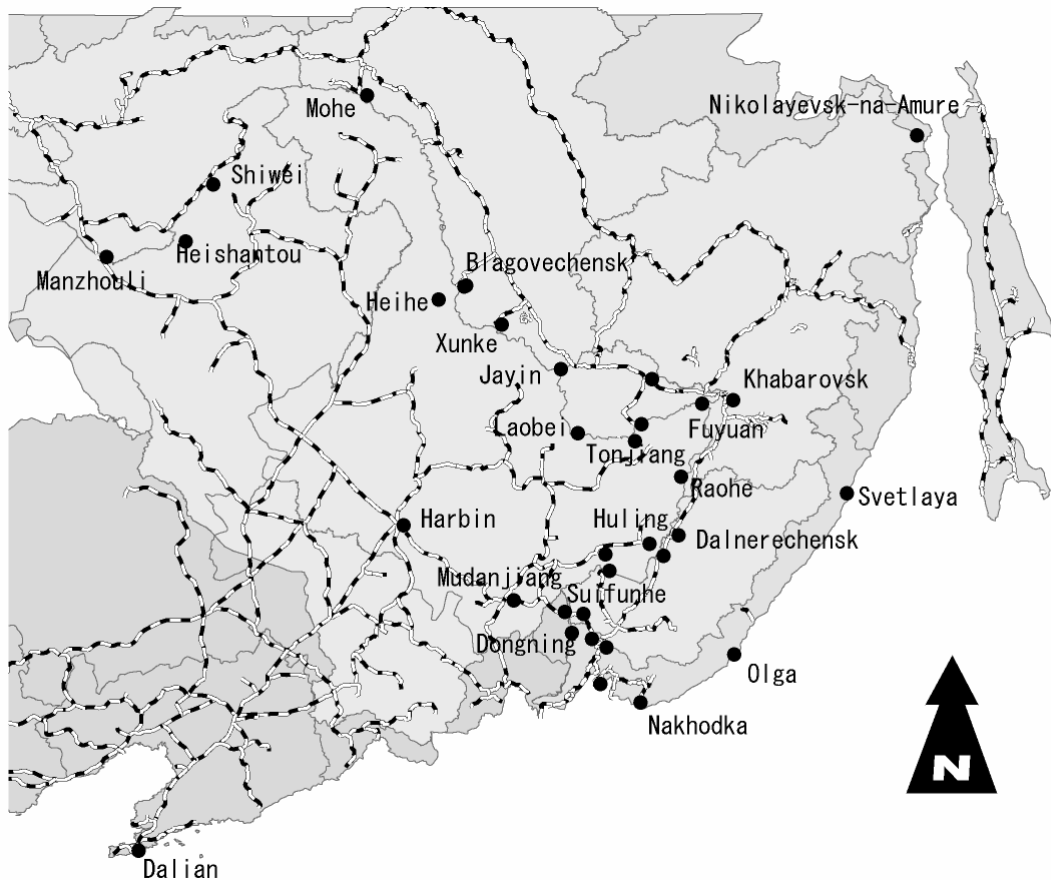 Nikolayevsk-na-Amure
Mohe
Shiwei
Heishantou
Manzhouli
Blagovechensk
Heihe
Xunke
Jayin
Khabarovsk
Laobei
Fuyuan
Tonjirang
Raohe
Svetlaya
Harbin
Huling
Dalnerechensk
Mudanjiang
Suifunhe
Dongning
Olga
Nakhodka
N
Dalian